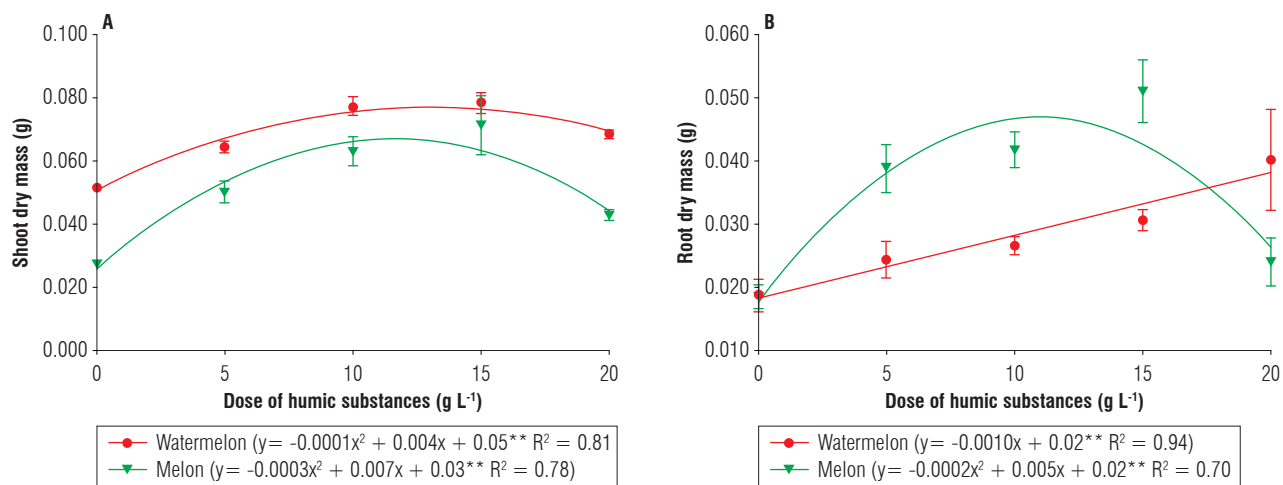 A
Shoot dry mass (g)
0.100
0.080
0.060
0.040
0.020
0.000
0 5 10 15 20
Dose of humic substances (g L⁻¹)
Watermelon (y= -0.0001x² + 0.004x + 0.05** R² = 0.81
Melon (y= -0.0003x² + 0.007x + 0.03** R² = 0.78)
B
Root dry mass (g)
0.060
0.050
0.040
0.030
0.020
0.010
0 5 10 15 20
Dose of humic substances (g L⁻¹)
Watermelon (y= -0.0010x + 0.02** R² = 0.94)
Melon (y= -0.0002x² + 0.005x + 0.02** R² = 0.70